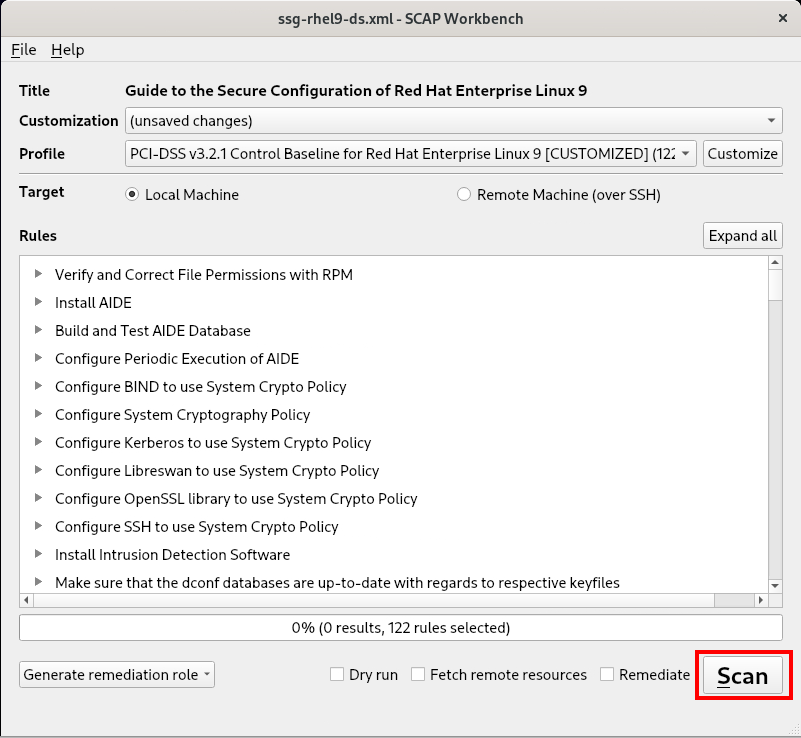 ssg-rhel9-ds.xml - SCAP Workbench
File Help
Title Guide to the Secure Configuration of Red Hat Enterprise Linux 9
Customization (unsaved changes)
Profile PCI-DSS v3.2.1 Control Baseline for Red Hat Enterprise Linux 9 [CUSTOMIZED] (122 Customize
Target Local Machine Remote Machine (over SSH)
Rules Expand all
Verify and Correct File Permissions with RPM
Install AIDE
Build and Test AIDE Database
Configure Periodic Execution of AIDE
Configure BIND to use System Crypto Policy
Configure System Cryptography Policy
Configure Kerberos to use System Crypto Policy
Configure Libreswan to use System Crypto Policy
Configure OpenSSL library to use System Crypto Policy
Configure SSH to use System Crypto Policy
Install Intrusion Detection Software
Make sure that the dconf databases are up-to-date with regards to respective keyfiles
0% (0 results, 122 rules selected)
Generate remediation role Dry run Fetch remote resources Remediate Scan